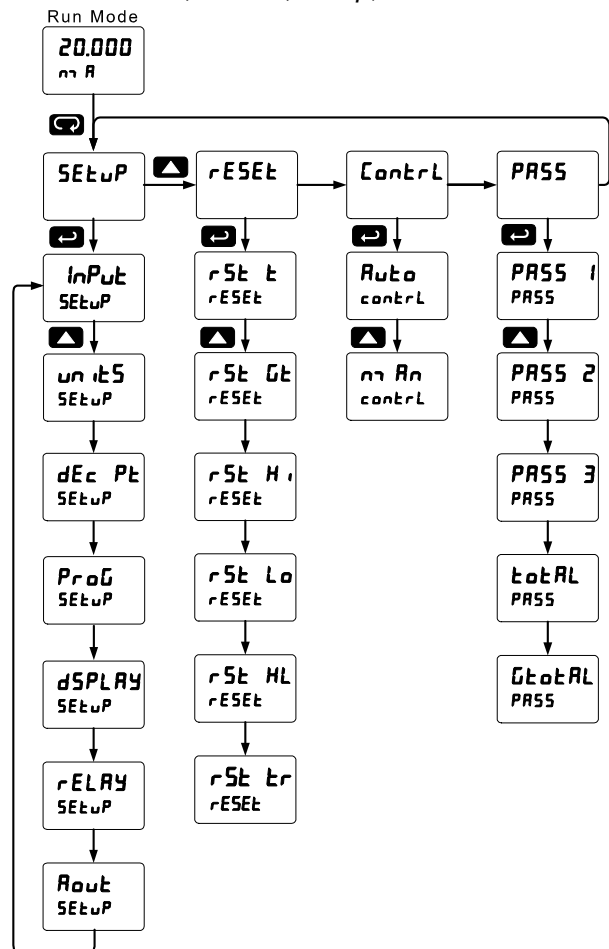 Run Mode
20.000
m A
SEtuP
InPut
SEtuP
unitS
SEtuP
dEc Pt
SEtuP
ProG
SEtuP
dSPLAY
SEtuP
rELAY
SEtuP
Aout
SEtuP
rESEt
rSt t
rESEt
rSt Gt
rESEt
rSt Hi
rESEt
rSt Lo
rESEt
rSt HL
rESEt
rSt tr
rESEt
ContrL
Auto
contrL
m An
contrL
PASS
PASS 1
PASS
PASS 2
PASS
PASS 3
PASS
totAL
PASS
GtotAL
PASS